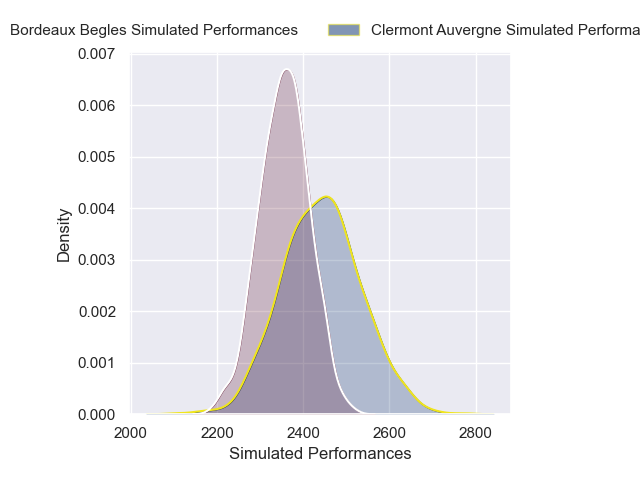 Bordeaux Begles Simulated Performances
Clermont Auvergne Simulated Performa
0.007
0.006
0.005
0.004
0.003
0.002
0.001
0.000
Density
2000 2200 2400 2600 2800
Simulated Performances